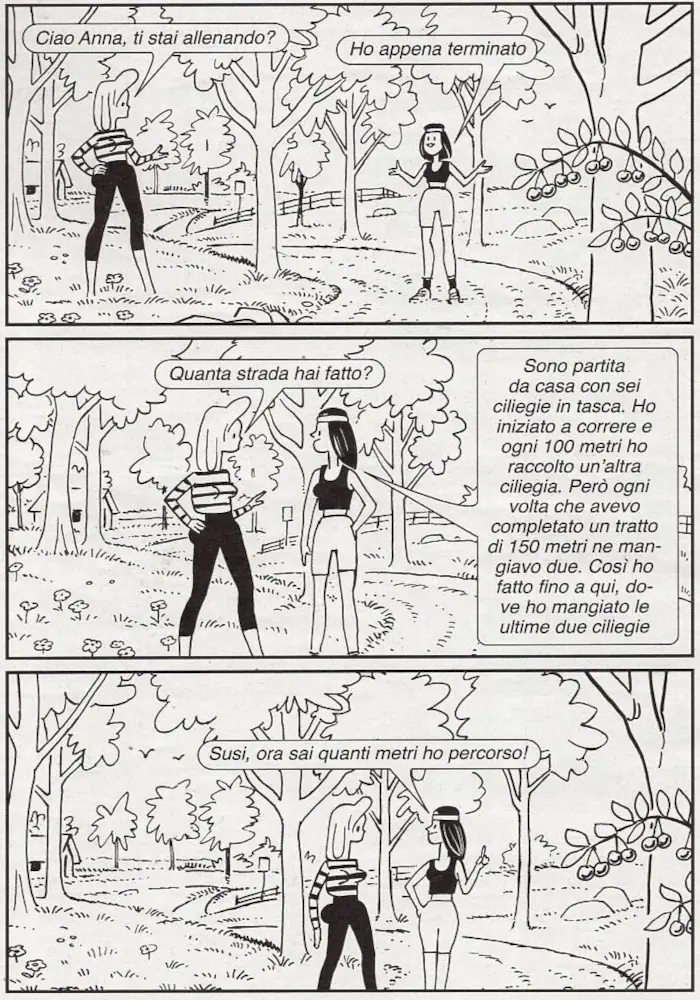 Ciao Anna, ti stai allenando?
Ho appena terminato
Quanta strada hai fatto?
Sono partita
da casa con sei
ciliegie in tasca. Ho
iniziato a correre e
ogni 100 metri ho
raccolto un'altra
ciliegia. Però ogni
volta che avevo
completato un tratto
di 150 metri ne man-
giavo due. Così ho
fatto fino a qui, do-
ve ho mangiato le
ultime due ciliegie
Susi, ora sai quanti metri ho percorso!